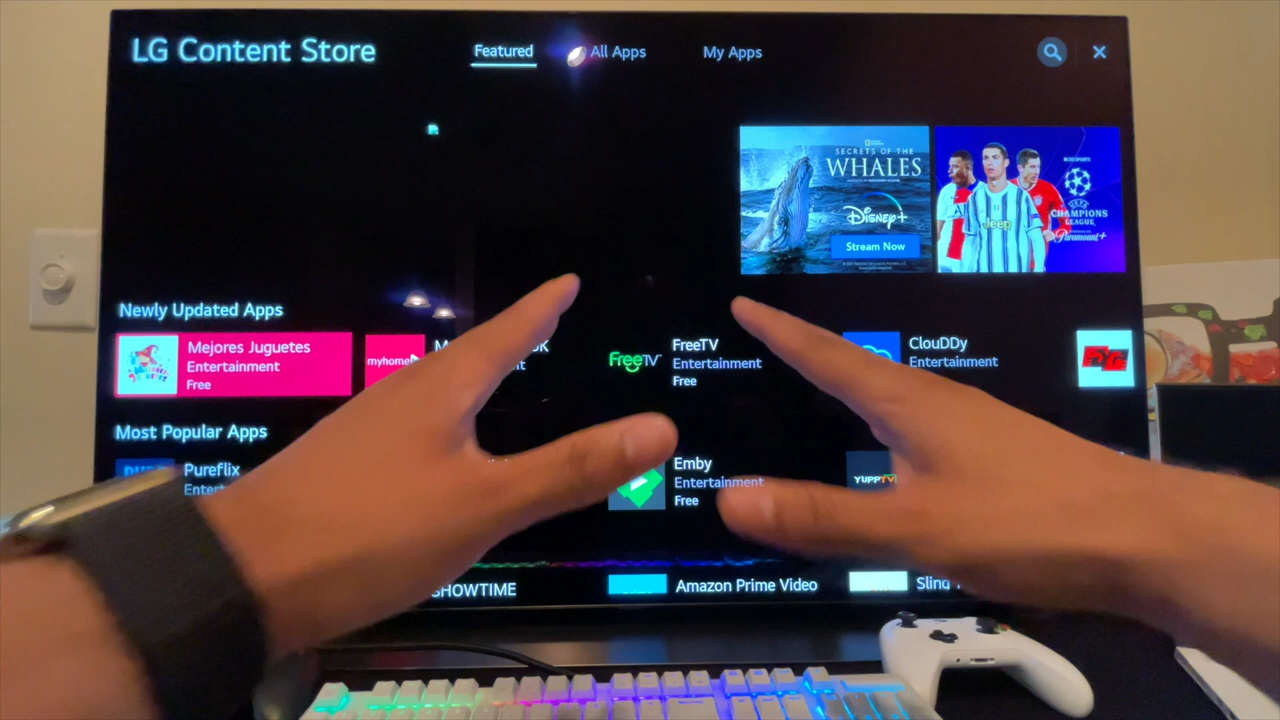 LG Content Store
Featured
All Apps
My Apps
SECRETS OF THE
WHALES
Disney+
Stream Now
Jeep
UEFA
CHAMPIONS
LEAGUE
Paramount+
Newly Updated Apps
Mejores Juguetes
Entertainment
Free
myhome
FreeTV
FreeTV
Entertainment
Free
ClouDDy
Entertainment
Most Popular Apps
Pureflix
Emby
Entertainment
Free
YUPPTV
SHOWTIME
Amazon Prime Video